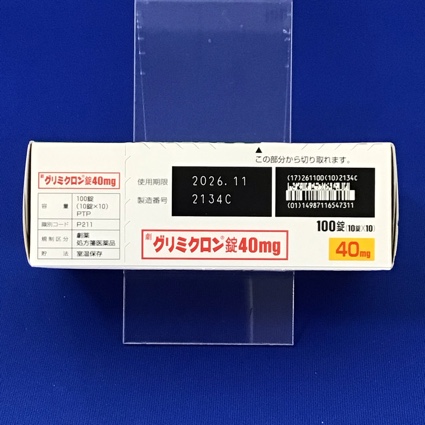 ▲
この部分から切り取れます。
劇 グリミクロン®錠40mg
容量 100錠
(10錠×10)
PTP
識別コード P211
規制区分 劇薬
処方箋医薬品
貯法 室温保存
使用期限 2026.11
製造番号 2134C
(17)261100(10)2134C
(01)14987116547311
100錠 [10錠×10]
劇 グリミクロン®錠40mg
40mg